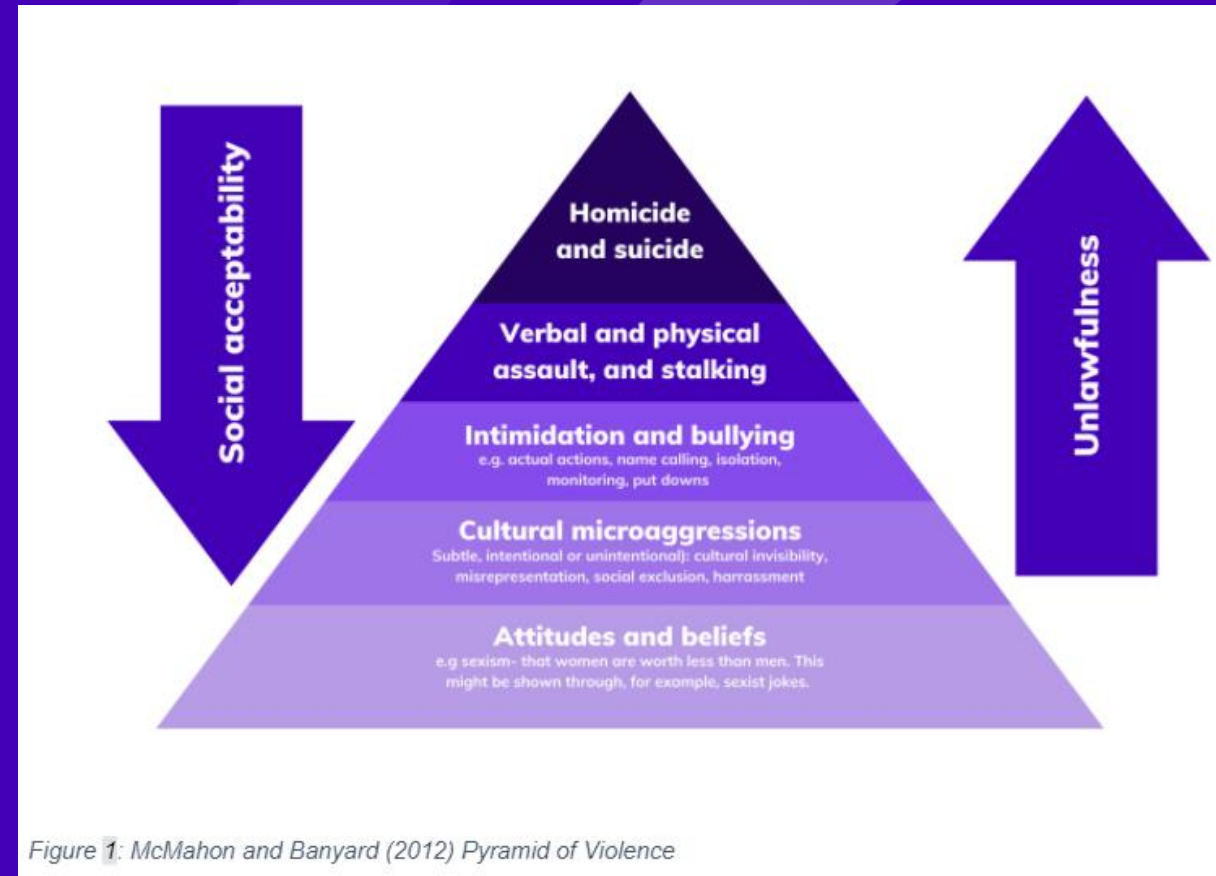 Social acceptability
Homicide
and suicide
Verbal and physical
assault, and stalking
Intimidation and bullying
e.g. actual actions, name calling, isolation,
monitoring, put downs
Cultural microaggressions
Subtle, intentional or unintentional): cultural invisibility,
misrepresentation, social exclusion, harrassment
Attitudes and beliefs
e.g sexism- that women are worth less than men. This
might be shown through, for example, sexist jokes.
Unlawfulness
Figure 1: McMahon and Banyard (2012) Pyramid of Violence